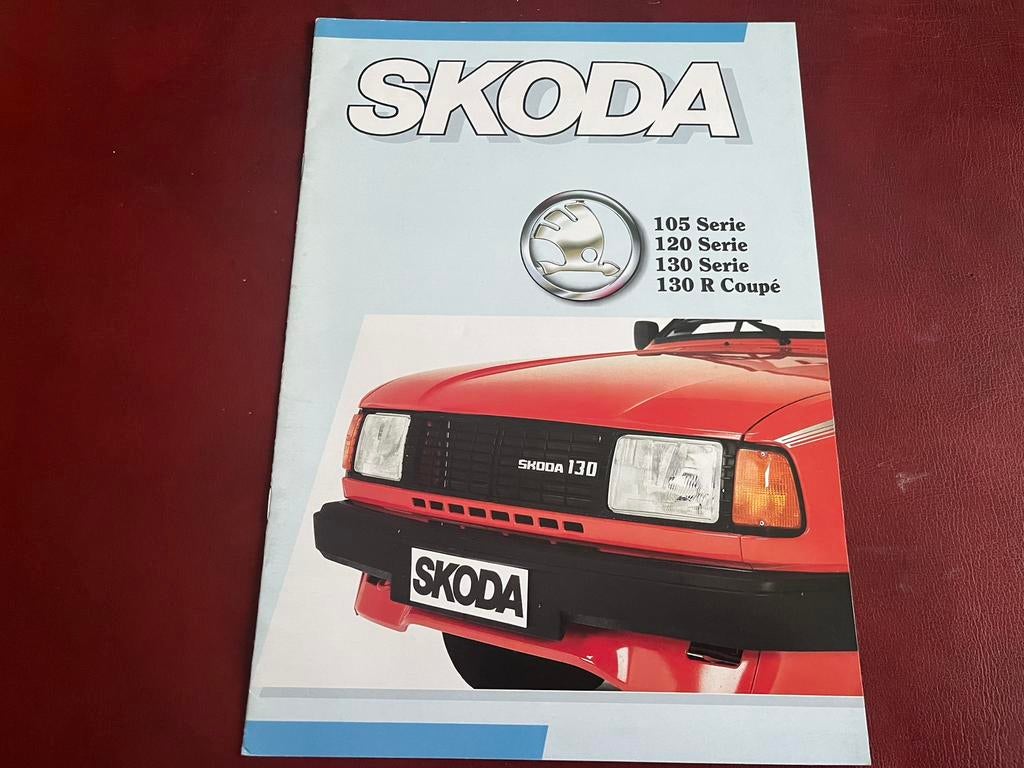 SKODA
105 Serie
120 Serie
130 Serie
130 R Coupé
SKODA 130
SKODA